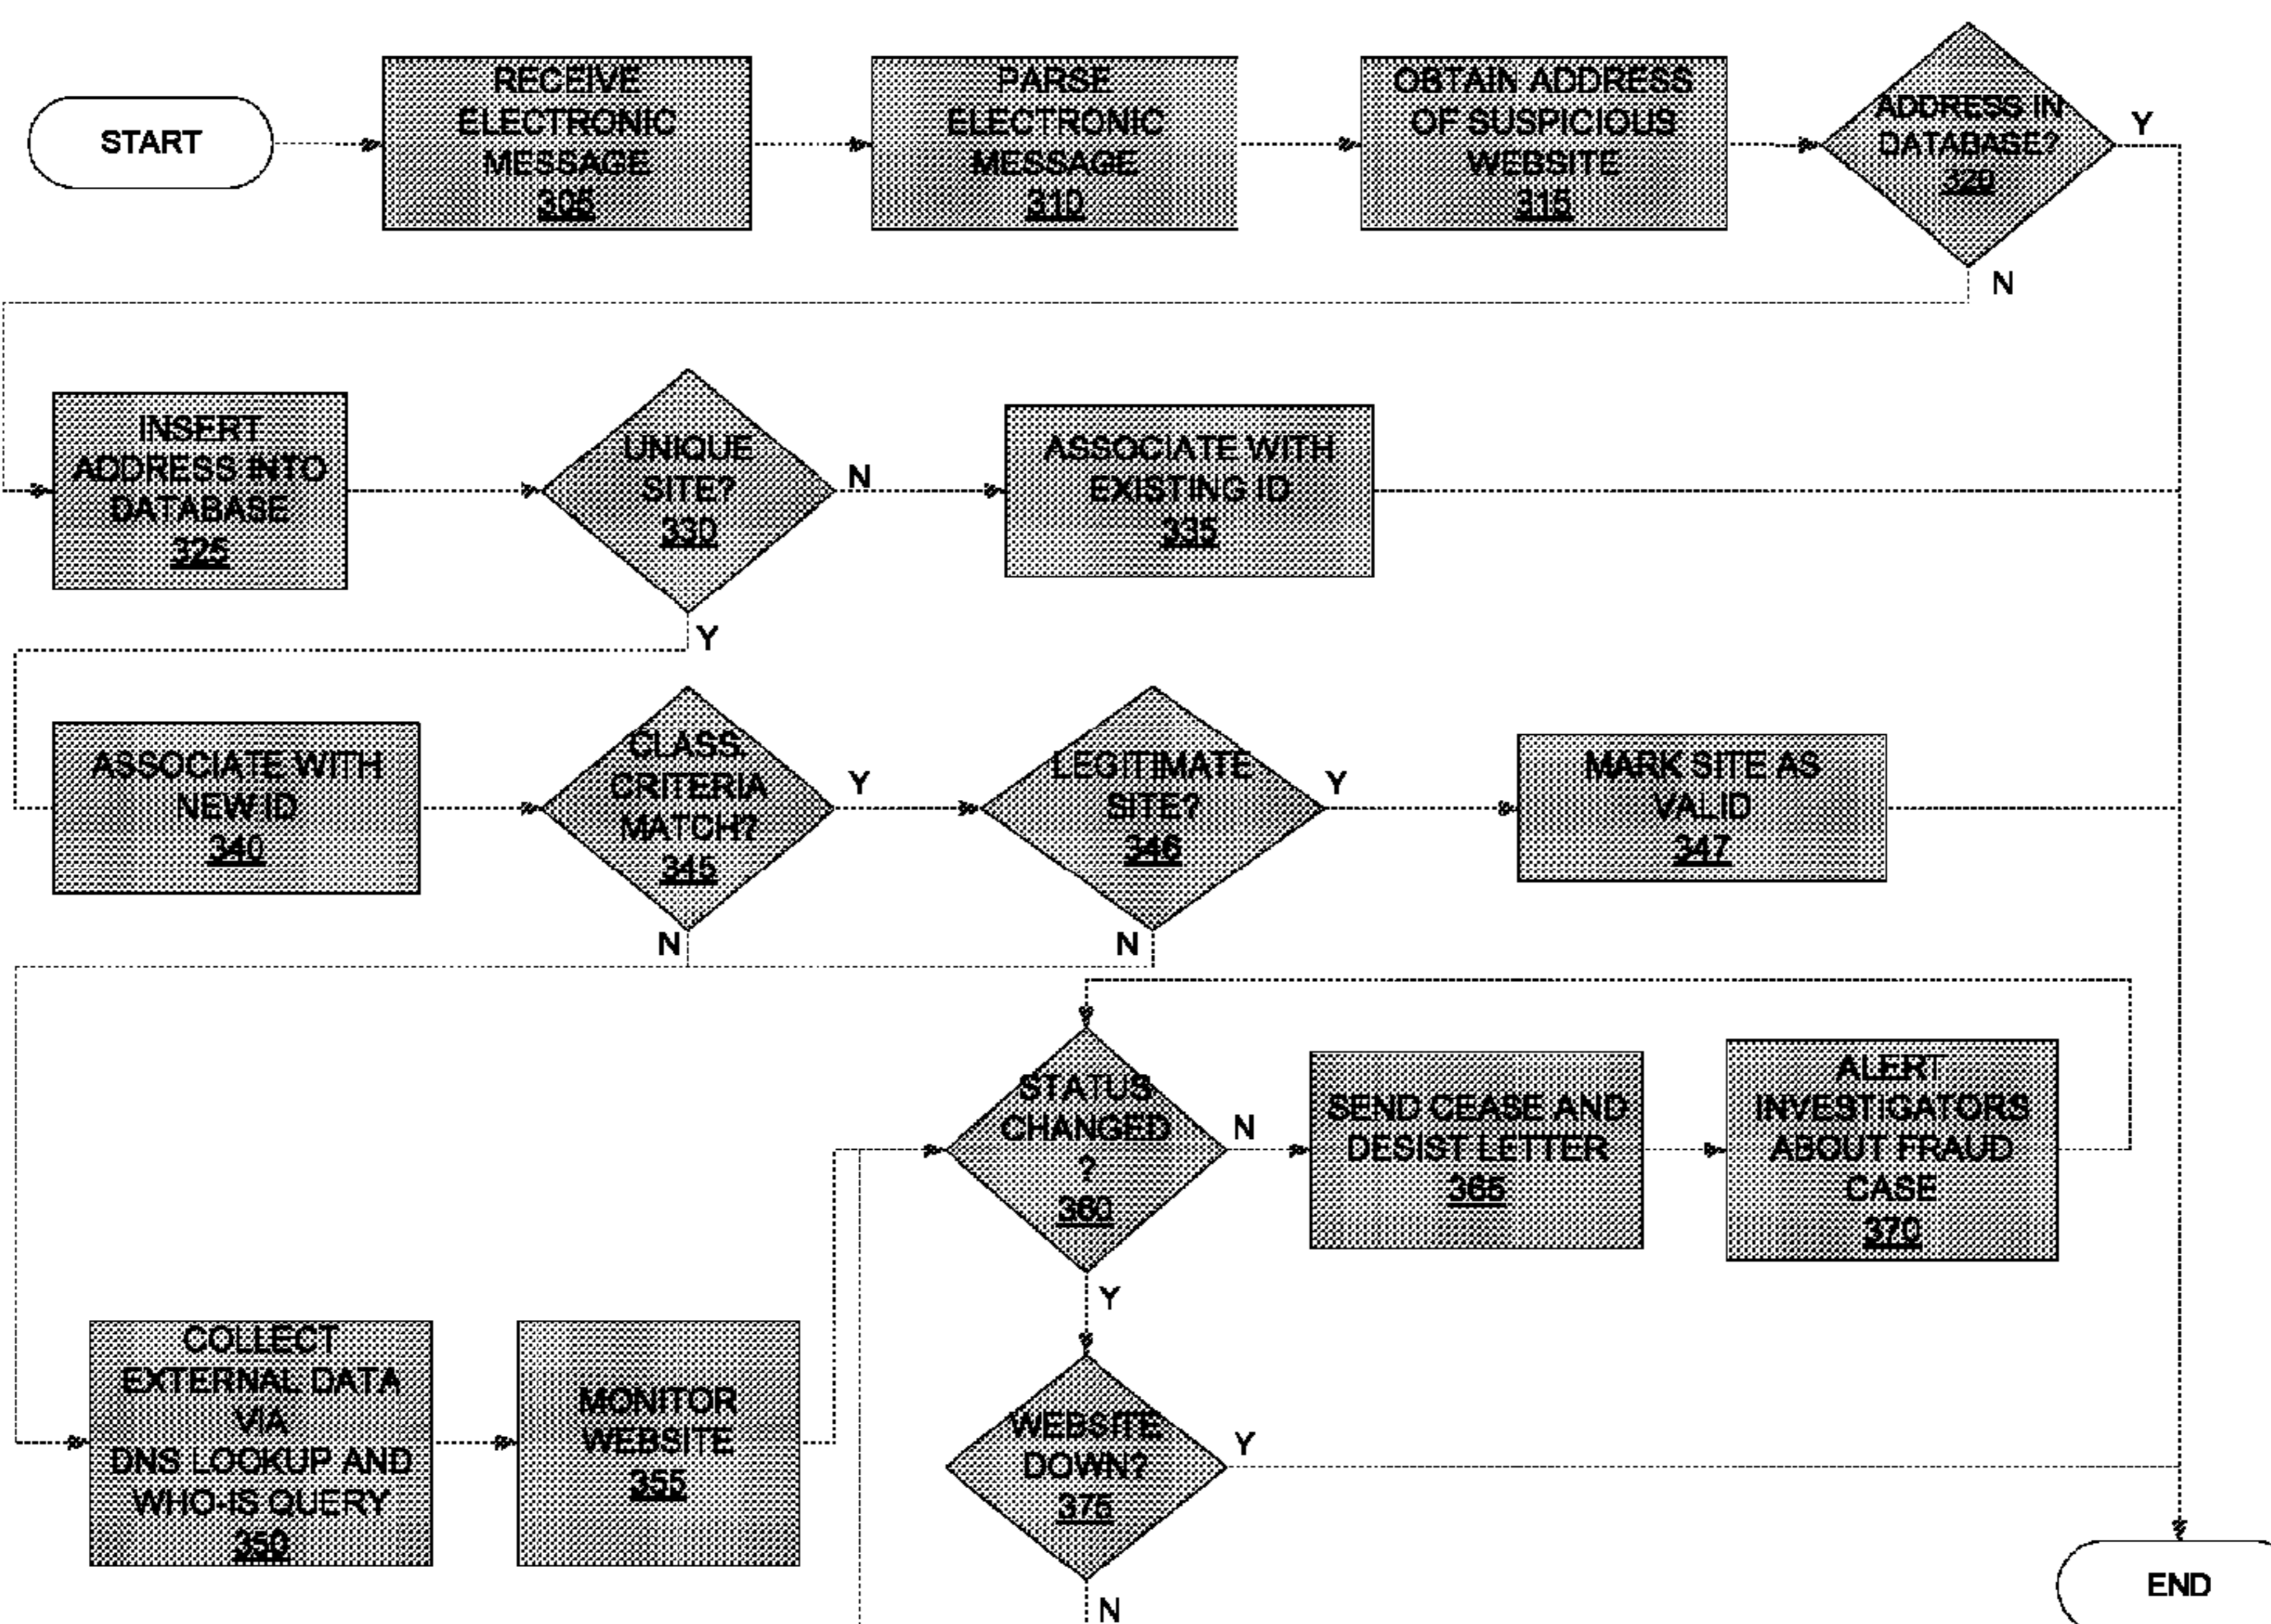 START
RECEIVE
ELECTRONIC
MESSAGE
305
PARSE
ELECTRONIC
MESSAGE
310
OBTAIN ADDRESS
OF SUSPICIOUS
WEBSITE
315
ADDRESS IN
DATABASE?
320
Y
N
INSERT
ADDRESS INTO
DATABASE
325
UNIQUE
SITE?
330
N
Y
ASSOCIATE WITH
EXISTING ID
335
ASSOCIATE WITH
NEW ID
340
CLASS.
CRITERIA
MATCH?
345
Y
N
LEGITIMATE
SITE?
346
Y
N
MARK SITE AS
VALID
347
STATUS
CHANGED
?
360
N
Y
SEND CEASE AND
DESIST LETTER
365
ALERT
INVESTIGATORS
ABOUT FRAUD
CASE
370
COLLECT
EXTERNAL DATA
VIA
DNS LOOKUP AND
WHO-IS QUERY
350
MONITOR
WEBSITE
355
WEBSITE
DOWN?
375
Y
N
END